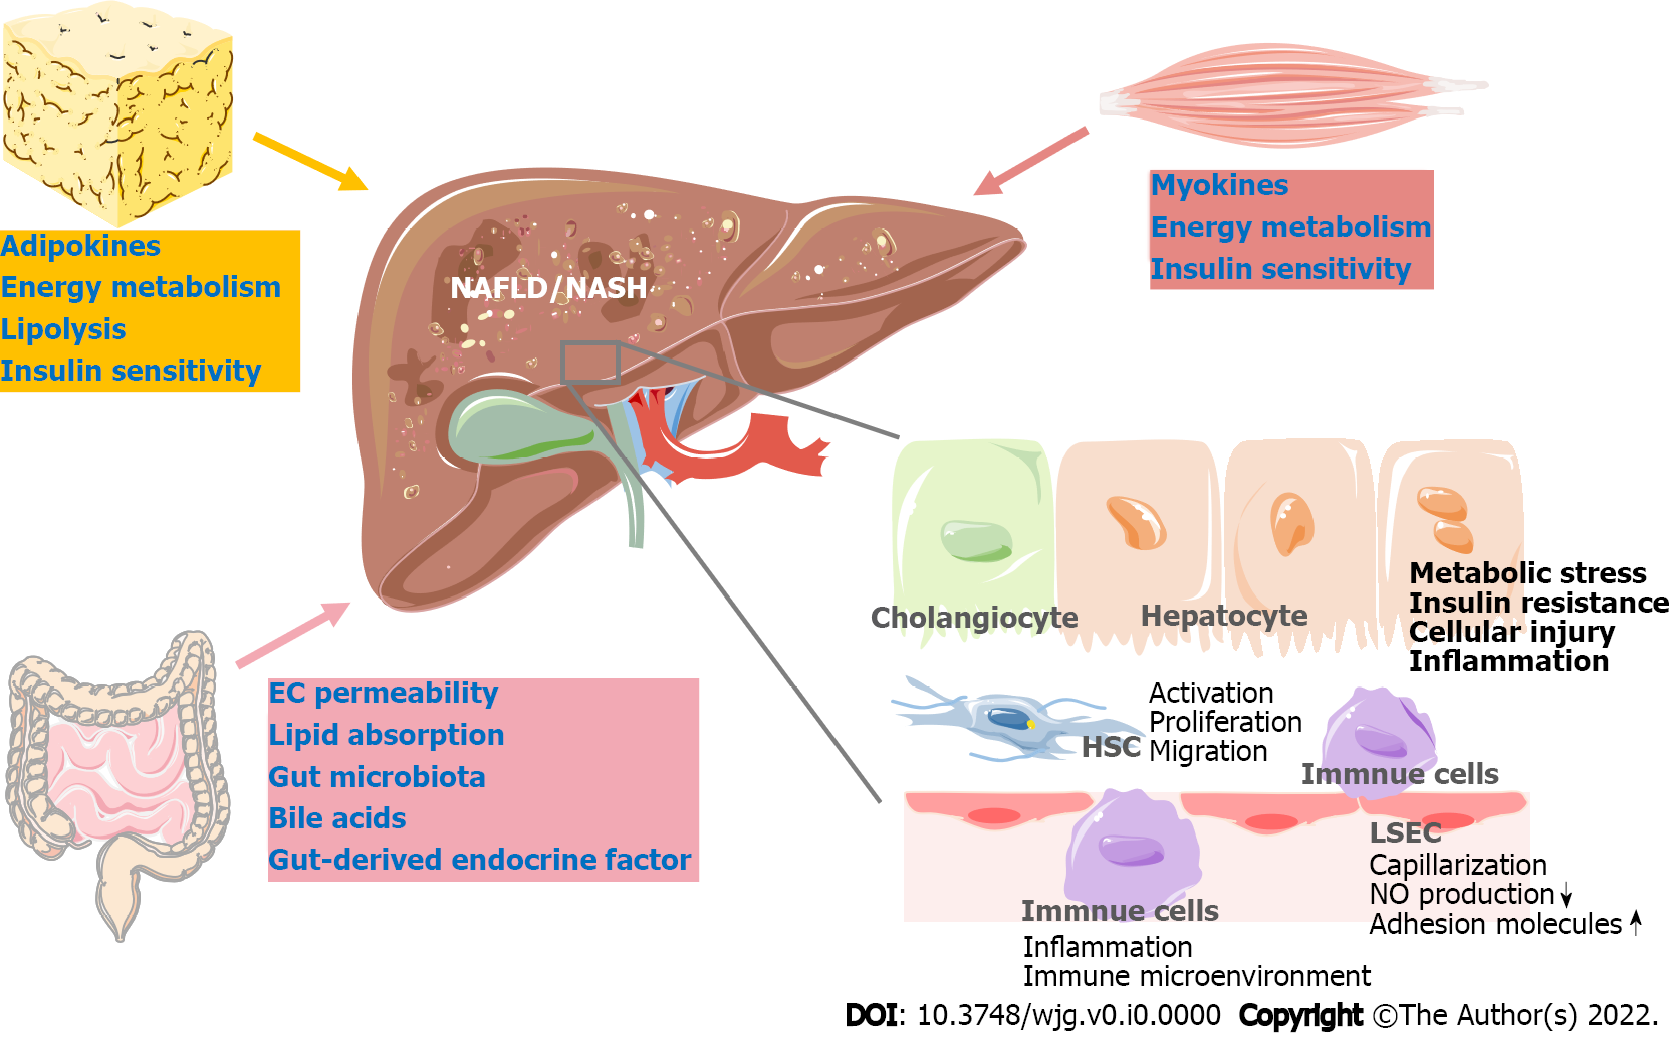 Adipokines
Energy metabolism
Lipolysis
Insulin sensitivity
NAFLD/NASH
Myokines
Energy metabolism
Insulin sensitivity
EC permeability
Lipid absorption
Gut microbiota
Bile acids
Gut-derived endocrine factor
Cholangiocyte
Hepatocyte
Metabolic stress
Insulin resistance
Cellular injury
Inflammation
HSC
Activation
Proliferation
Migration
Immnue cells
LSEC
Capillarization
NO production↓
Adhesion molecules↑
Immnue cells
Inflammation
Immune microenvironment
DOI: 10.3748/wjg.v0.i0.0000 Copyright ©The Author(s) 2022.